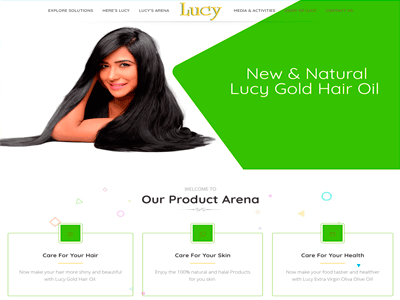 EXPLORE SOLUTIONS HERE'S LUCY LUCY'S ARENA Lucy MEDIA & ACTIVITIES CONTACT US
New & Natural
Lucy Gold Hair Oil
WELCOME TO
Our Product Arena
Care For Your Hair Care For Your Skin Care For Your Health
Now make your hair more shiny and beautiful Enjoy the 100% natural and halal Products Now make your food tastier and healthier
with Lucy Gold Hair Oil. for you skin with Lucy Extra Virgin Olive Olive Oil!